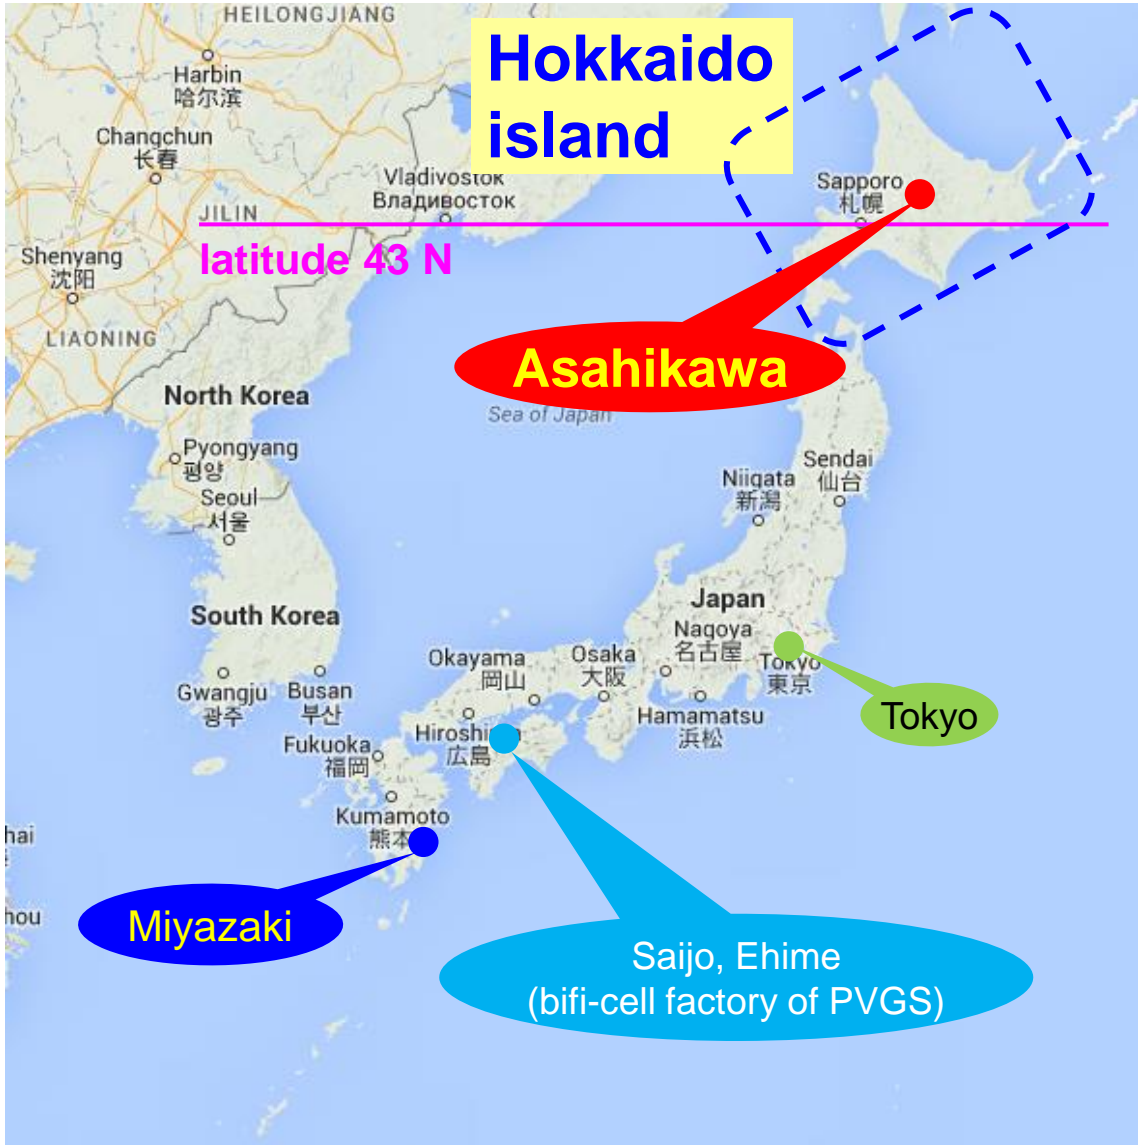 HEILONGJIANG
Hokkaido
island
Harbin
哈尔滨
Changchun
长春
Vladivostok
Владивосток
Sapporo
札幌
JILIN
latitude 43 N
Shenyang
沈阳
LIAONING
Asahikawa
North Korea
Sea of Japan
Pyongyang
평양
Sendai
仙台
Niigata
新潟
Seoul
서울
Japan
South Korea
Nagoya
名古屋
Okayama
岡山
Osaka
大阪
Tokyo
東京
Gwangju
광주
Busan
부산
Hamamatsu
浜松
Tokyo
Hiroshima
広島
Fukuoka
福岡
Kumamoto
熊本
hai
Miyazaki
hou
Saijo, Ehime
(bifi-cell factory of PVGS)